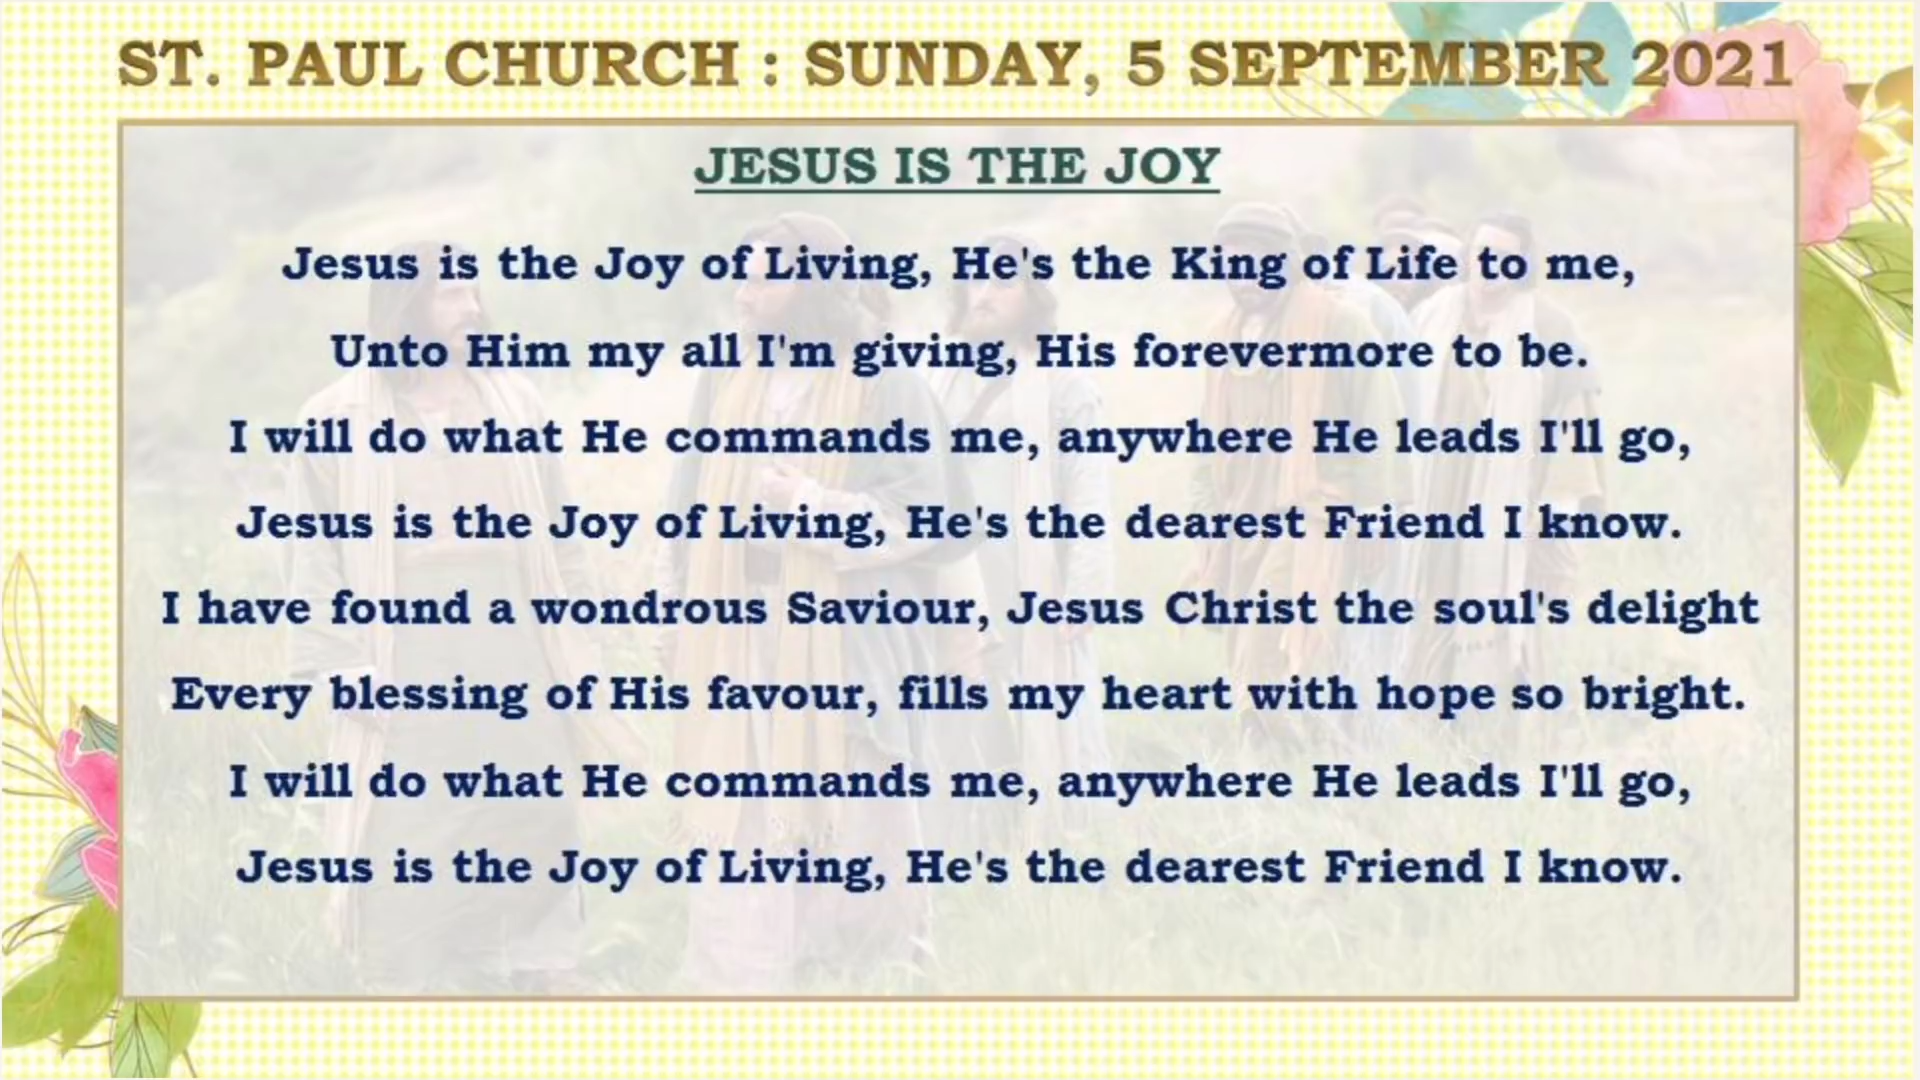 ST. PAUL CHURCH : SUNDAY, 5 SEPTEMBER 2021
JESUS IS THE JOY
Jesus is the Joy of Living, He's the King of Life to me,
Unto Him my all I'm giving, His forevermore to be.
I will do what He commands me, anywhere He leads I'll go,
Jesus is the Joy of Living, He's the dearest Friend I know.
I have found a wondrous Saviour, Jesus Christ the soul's delight
Every blessing of His favour, fills my heart with hope so bright.
I will do what He commands me, anywhere He leads I'll go,
Jesus is the Joy of Living, He's the dearest Friend I know.